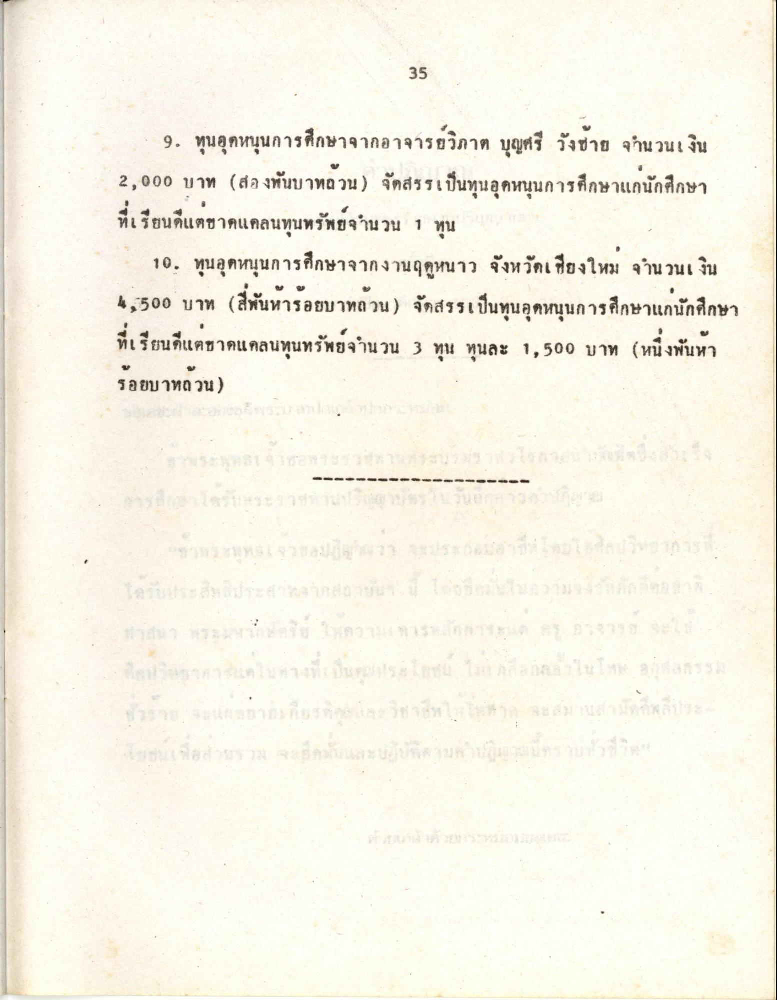 35
9. ทุนอุดหนุนการศึกษาจากอาจารย์วิภาต บุญศรี วังซ้าย จำนวนเงิน
2,000 บาท (สองพันบาทถ้วน) จัดสรรเป็นทุนอุดหนุนการศึกษาแก่นักศึกษา
ที่เรียนดีแต่ขาดแคลนทุนทรัพย์จำนวน 1 ทุน
10. ทุนอุดหนุนการศึกษาจากงานฤดูหนาว จังหวัดเชียงใหม่ จำนวนเงิน
4,500 บาท (สี่พันห้าร้อยบาทถ้วน) จัดสรรเป็นทุนอุดหนุนการศึกษาแก่นักศึกษา
ที่เรียนดีแต่ขาดแคลนทุนทรัพย์จำนวน 3 ทุน ทุนละ 1,500 บาท (หนึ่งพันห้า
ร้อยบาทถ้วน)